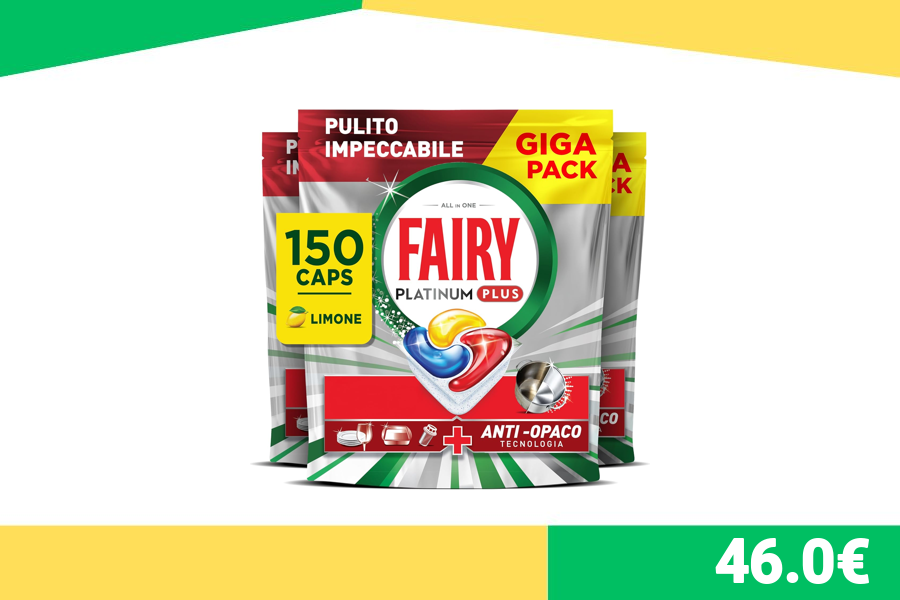 PULITO
IMPECCABILE
GIGA
PACK
ALL IN ONE
FAIRY
PLATINUM PLUS
150
CAPS
LIMONE
ANTI-OPACO
TECNOLOGIA
46.0€